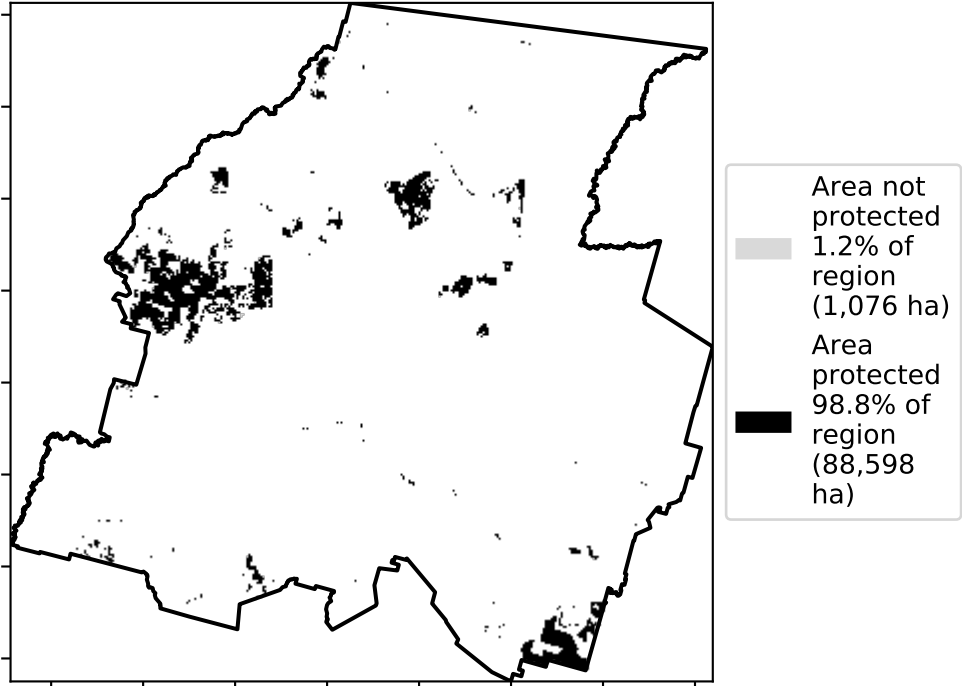 Area not
protected
1.2% of
region
(1,076 ha)
Area
protected
98.8% of
region
(88,598
ha)